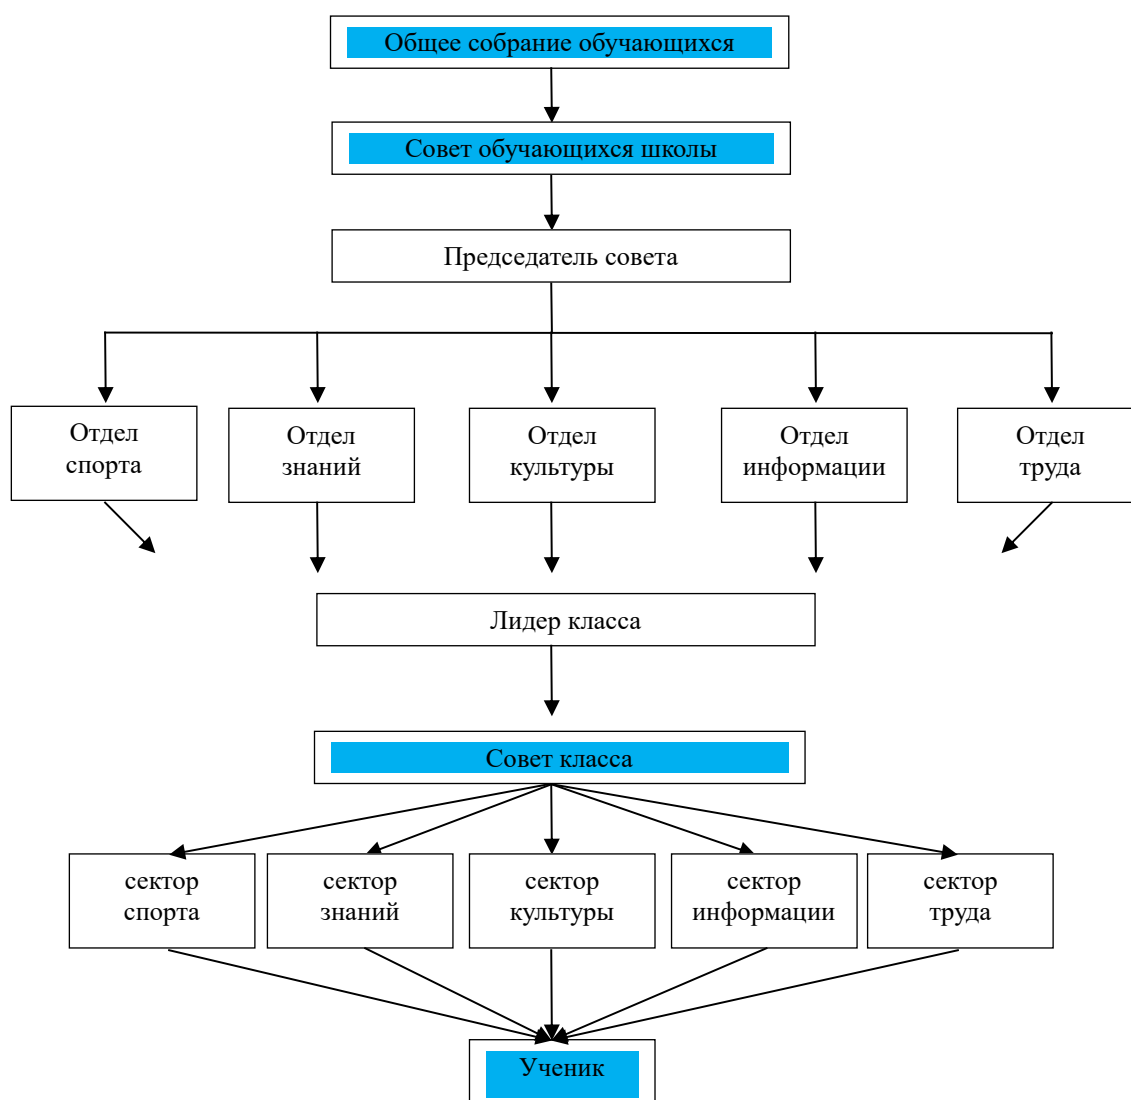 Общее собрание обучающихся
Совет обучающихся школы
Председатель совета
Отдел
спорта
Отдел
знаний
Отдел
культуры
Отдел
информации
Отдел
труда
Лидер класса
Совет класса
сектор
спорта
сектор
знаний
сектор
культуры
сектор
информации
сектор
труда
Ученик